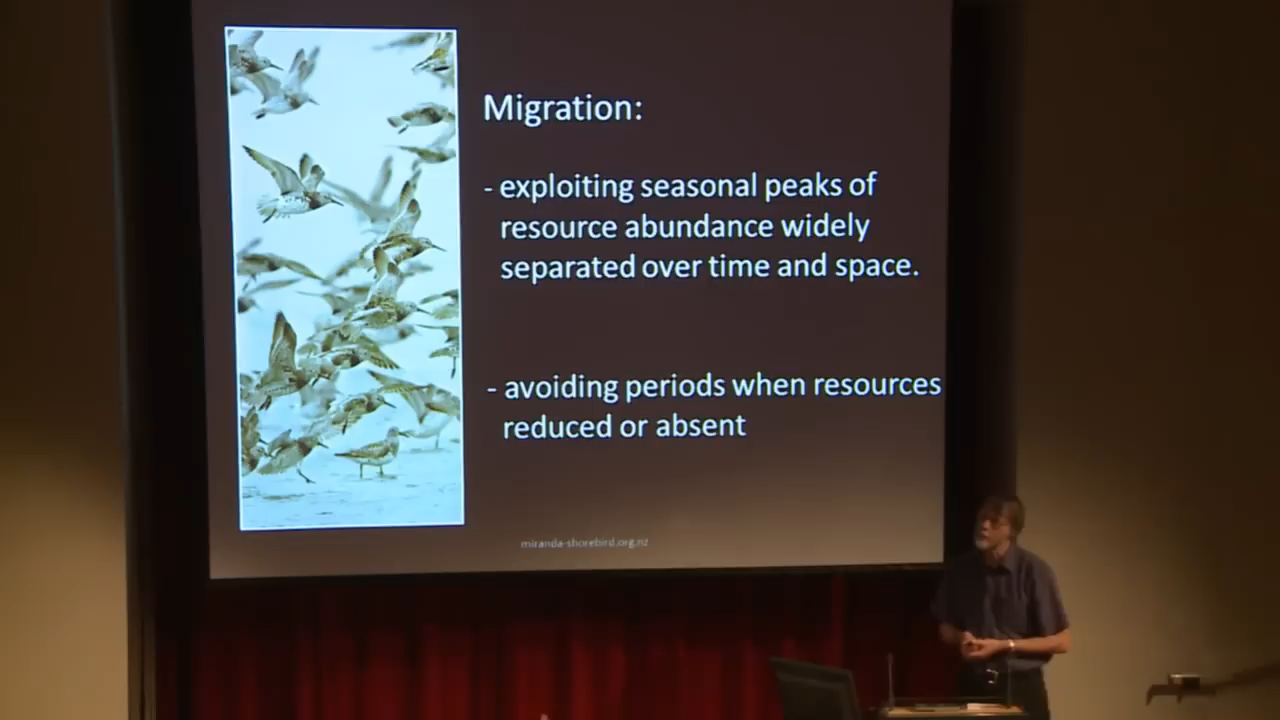 Migration:
- exploiting seasonal peaks of
resource abundance widely
separated over time and space.
- avoiding periods when resources
reduced or absent
miranda-shorebird.org.nz